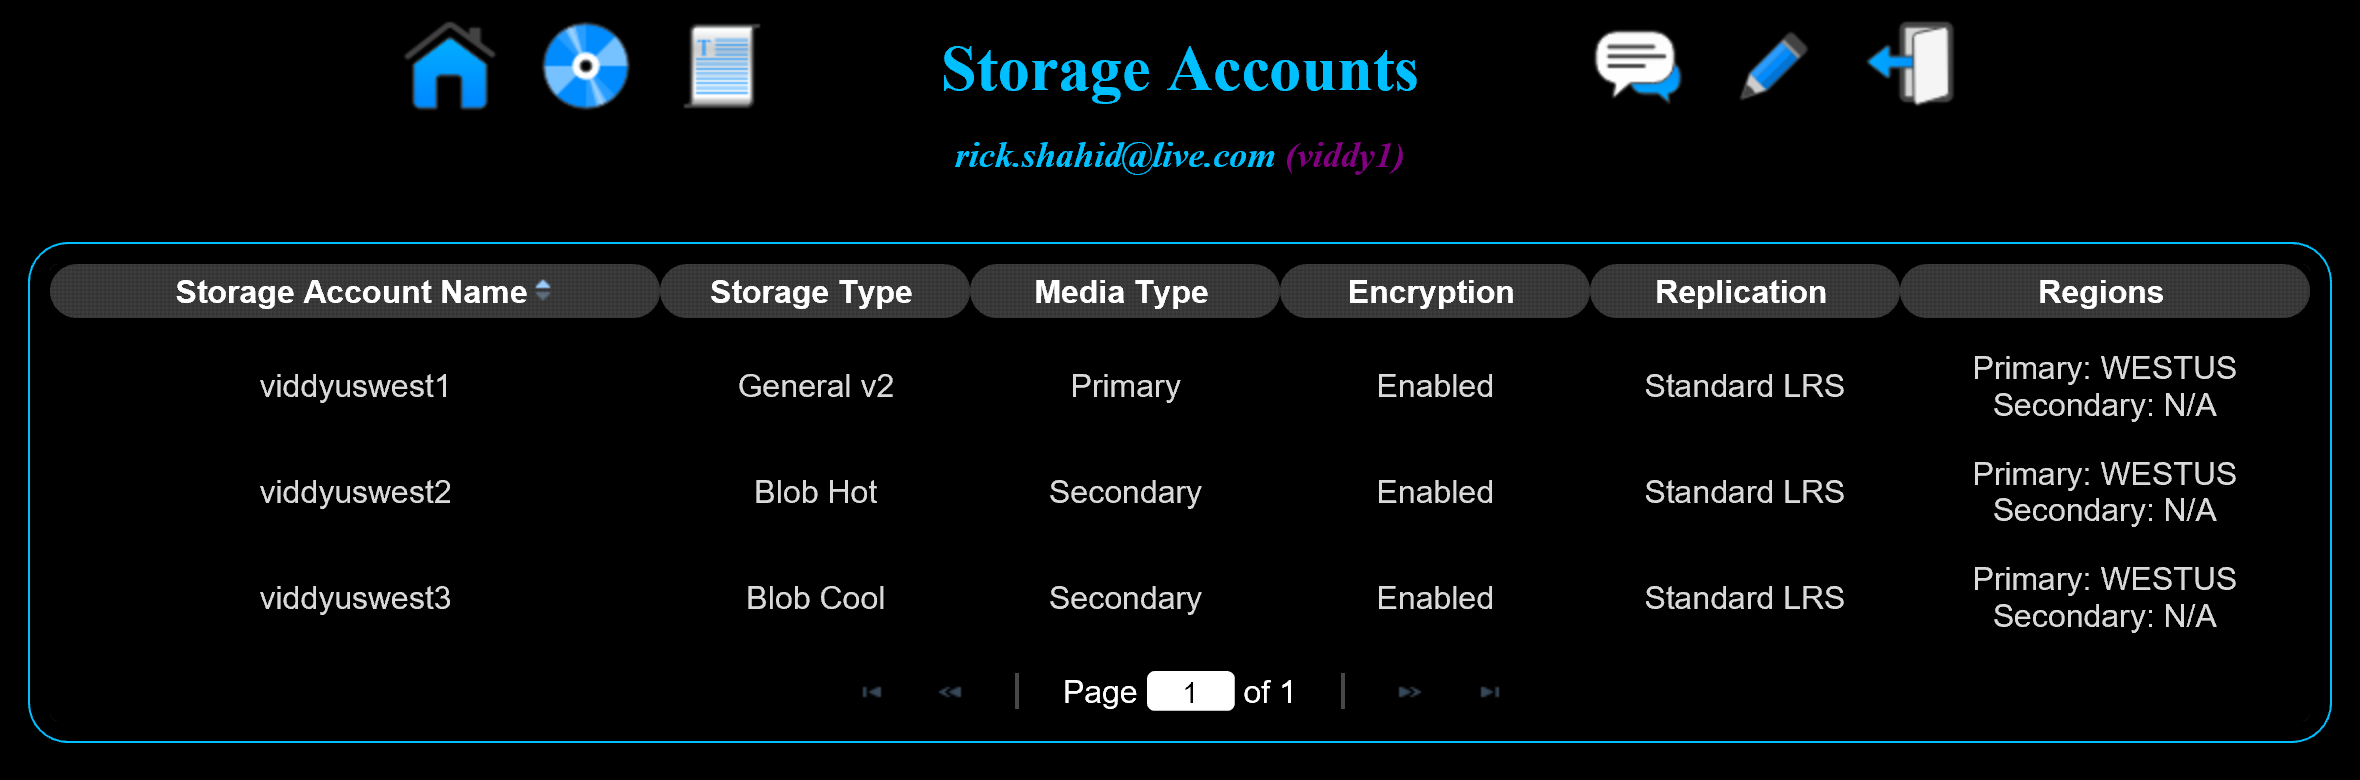 Storage Accounts
rick.shahid@live.com (viddy1)
Storage Account Name Storage Type Media Type Encryption Replication Regions
viddyuswest1 General v2 Primary Enabled Standard LRS Primary: WESTUS
Secondary: N/A
viddyuswest2 Blob Hot Secondary Enabled Standard LRS Primary: WESTUS
Secondary: N/A
viddyuswest3 Blob Cool Secondary Enabled Standard LRS Primary: WESTUS
Secondary: N/A
Page 1 of 1